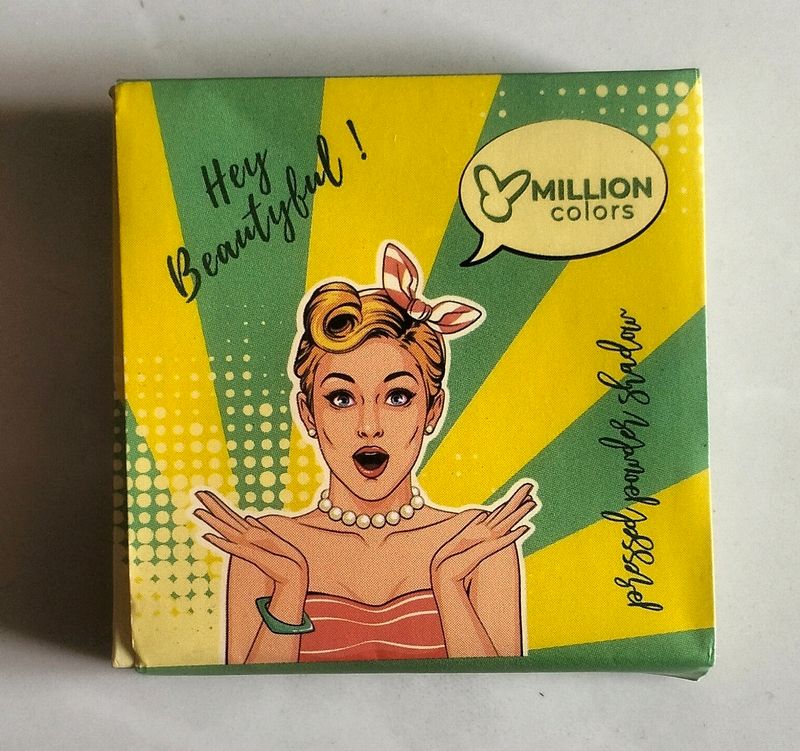 Hey
Beautyful !
MILLION
colors
pressed powder shadow